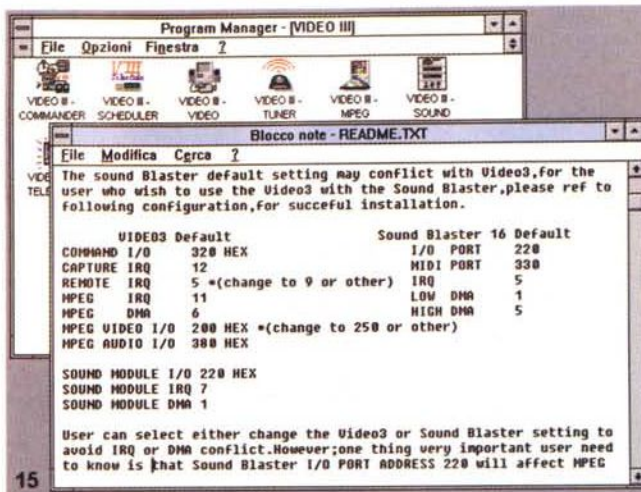 Program Manager - [VIDEO III]
File Opzioni Finestra ?
VIDEO III - COMMANDER
VIDEO III - SCHEDULER
VIDEO III - VIDEO
VIDEO III - TUNER
VIDEO III - MPEG
VIDEO III - SOUND
Blocco note - README.TXT
File Modifica Cerca ?
The sound Blaster default setting may conflict with Video3,for the
user who wish to use the Video3 with the Sound Blaster,please ref to
following configuration,for succeful installation.
VIDEO3 Default Sound Blaster 16 Default
COMMAND I/O 320 HEX I/O PORT 220
CAPTURE IRQ 12 MIDI PORT 330
REMOTE IRQ 5 *(change to 9 or other) IRQ 5
MPEG IRQ 11 LOW DMA 1
MPEG DMA 6 HIGH DMA 5
MPEG VIDEO I/O 200 HEX *(change to 250 or other)
MPEG AUDIO I/O 380 HEX
SOUND MODULE I/O 220 HEX
SOUND MODULE IRQ 7
SOUND MODULE DMA 1
User can select either change the Video3 or Sound Blaster setting to
avoid IRQ or DMA conflict.However;one thing very important user need
to know is that Sound Blaster I/O PORT ADDRESS 220 will affect MPEG
15